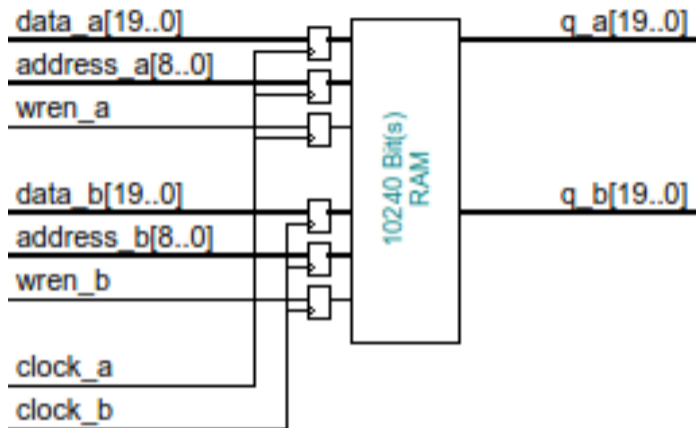 data_a[19..0]
address_a[8..0]
wren_a
data_b[19..0]
address_b[8..0]
wren_b
clock_a
clock_b
10240 Bit(s)
RAM
q_a[19..0]
q_b[19..0]